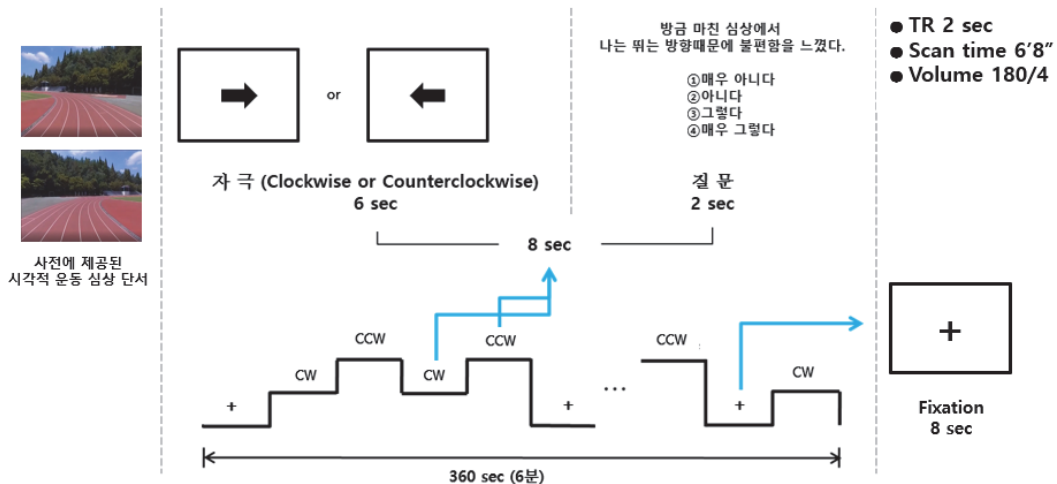 사전에 제공된
시각적 운동 심상 단서
or
자 극 (Clockwise or Counterclockwise)
6 sec
방금 마친 심상에서
나는 뛰는 방향때문에 불편함을 느꼈다.
①매우 아니다
②아니다
③그렇다
④매우 그렇다
질 문
2 sec
8 sec
● TR 2 sec
● Scan time 6’8”
● Volume 180/4
+
CW
CCW
CW
CCW
+
...
CCW
+
CW
360 sec (6분)
+
Fixation
8 sec